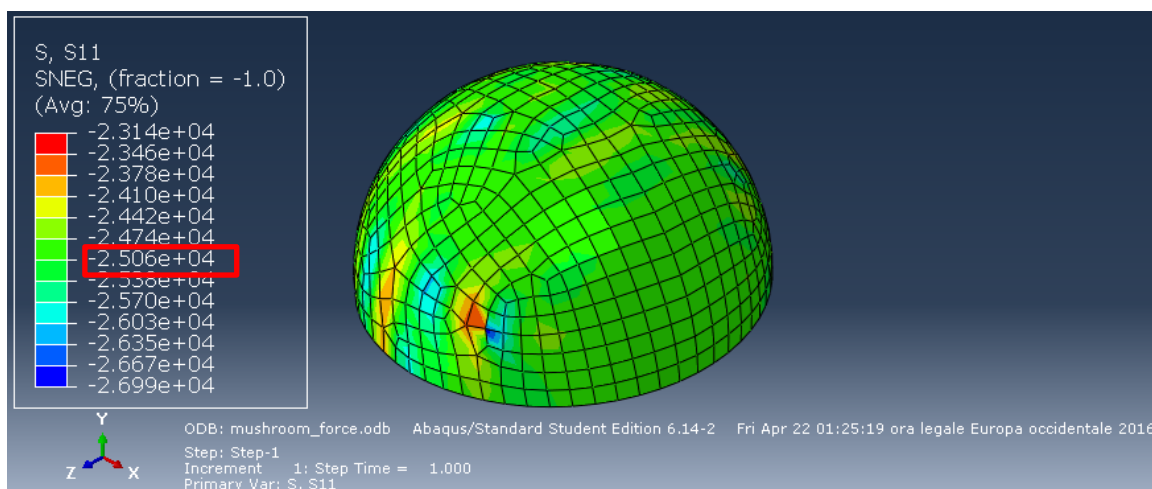 S, S11
SNEG, (fraction = -1.0)
(Avg: 75%)
-2.314e+04
-2.346e+04
-2.378e+04
-2.410e+04
-2.442e+04
-2.474e+04
-2.506e+04
-2.538e+04
-2.570e+04
-2.603e+04
-2.635e+04
-2.667e+04
-2.699e+04
Y
Z
X
ODB: mushroom_force.odb Abaqus/Standard Student Edition 6.14-2 Fri Apr 22 01:25:19 ora legale Europa occidentale 2016
Step: Step-1
Increment 1: Step Time = 1.000
Primary Var: S, S11